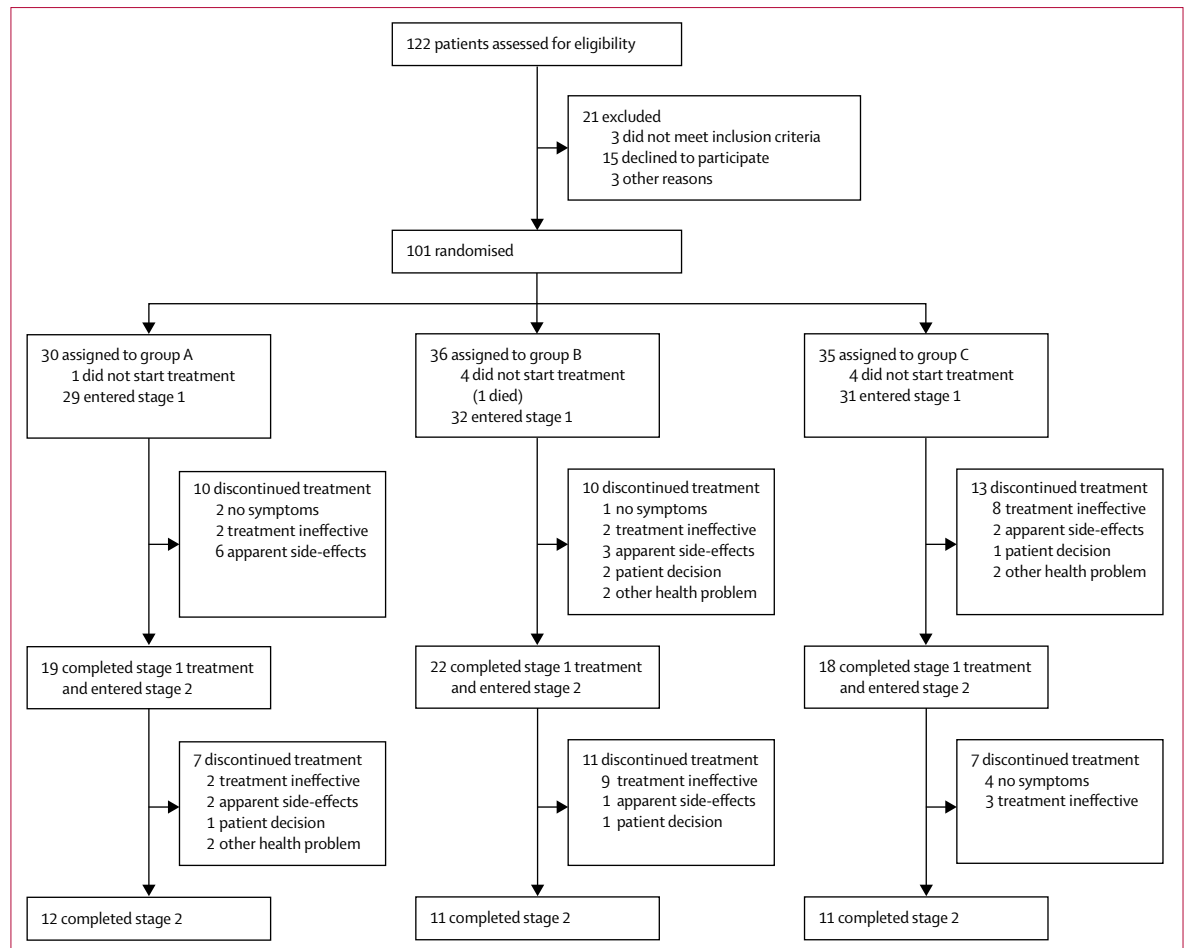 122 patients assessed for eligibility
21 excluded
3 did not meet inclusion criteria
15 declined to participate
3 other reasons
101 randomised
30 assigned to group A
1 did not start treatment
29 entered stage 1
36 assigned to group B
4 did not start treatment
(1 died)
32 entered stage 1
35 assigned to group C
4 did not start treatment
31 entered stage 1
10 discontinued treatment
2 no symptoms
2 treatment ineffective
6 apparent side-effects
10 discontinued treatment
1 no symptoms
2 treatment ineffective
3 apparent side-effects
2 patient decision
2 other health problem
13 discontinued treatment
8 treatment ineffective
2 apparent side-effects
1 patient decision
2 other health problem
19 completed stage 1 treatment
and entered stage 2
22 completed stage 1 treatment
and entered stage 2
18 completed stage 1 treatment
and entered stage 2
7 discontinued treatment
2 treatment ineffective
2 apparent side-effects
1 patient decision
2 other health problem
11 discontinued treatment
9 treatment ineffective
1 apparent side-effects
1 patient decision
7 discontinued treatment
4 no symptoms
3 treatment ineffective
12 completed stage 2
11 completed stage 2
11 completed stage 2